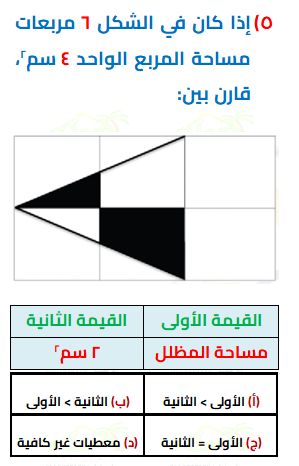 ٥) إذا كان في الشكل ٦ مربعات
مساحة المربع الواحد ٤ سم٢،
قارن بين:
القيمة الأولى القيمة الثانية
مساحة المظلل ٢ سم٢
(أ) الأولى > الثانية (ب) الثانية > الأولى
(ج) الأولى = الثانية (د) معطيات غير كافية